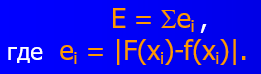 E = Σeᵢ,
где eᵢ = |F(xᵢ)-f(xᵢ)|.